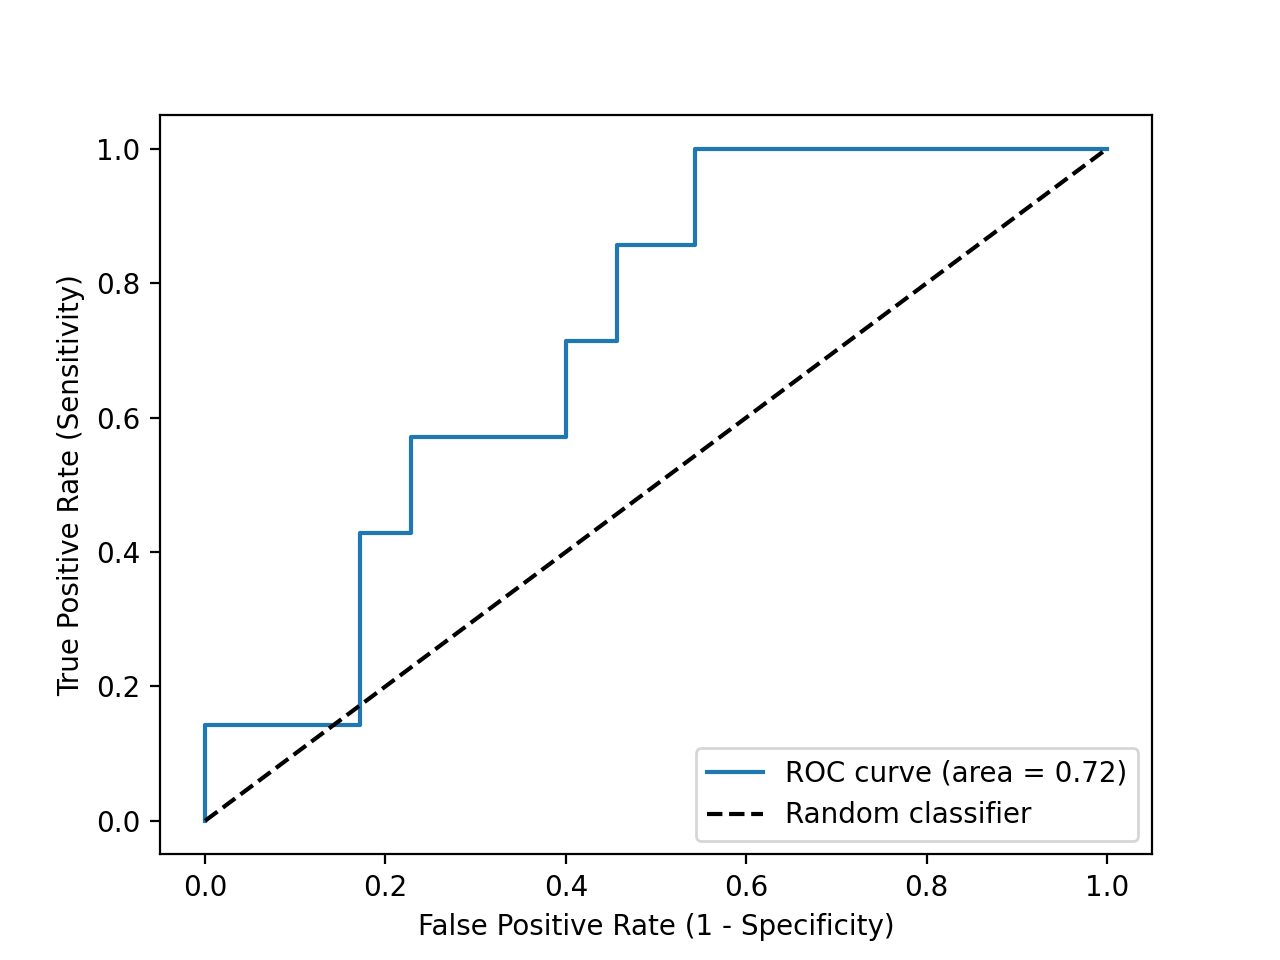 True Positive Rate (Sensitivity)
1.0
0.8
0.6
0.4
0.2
0.0
ROC curve (area = 0.72)
Random classifier
0.0 0.2 0.4 0.6 0.8 1.0
False Positive Rate (1 - Specificity)